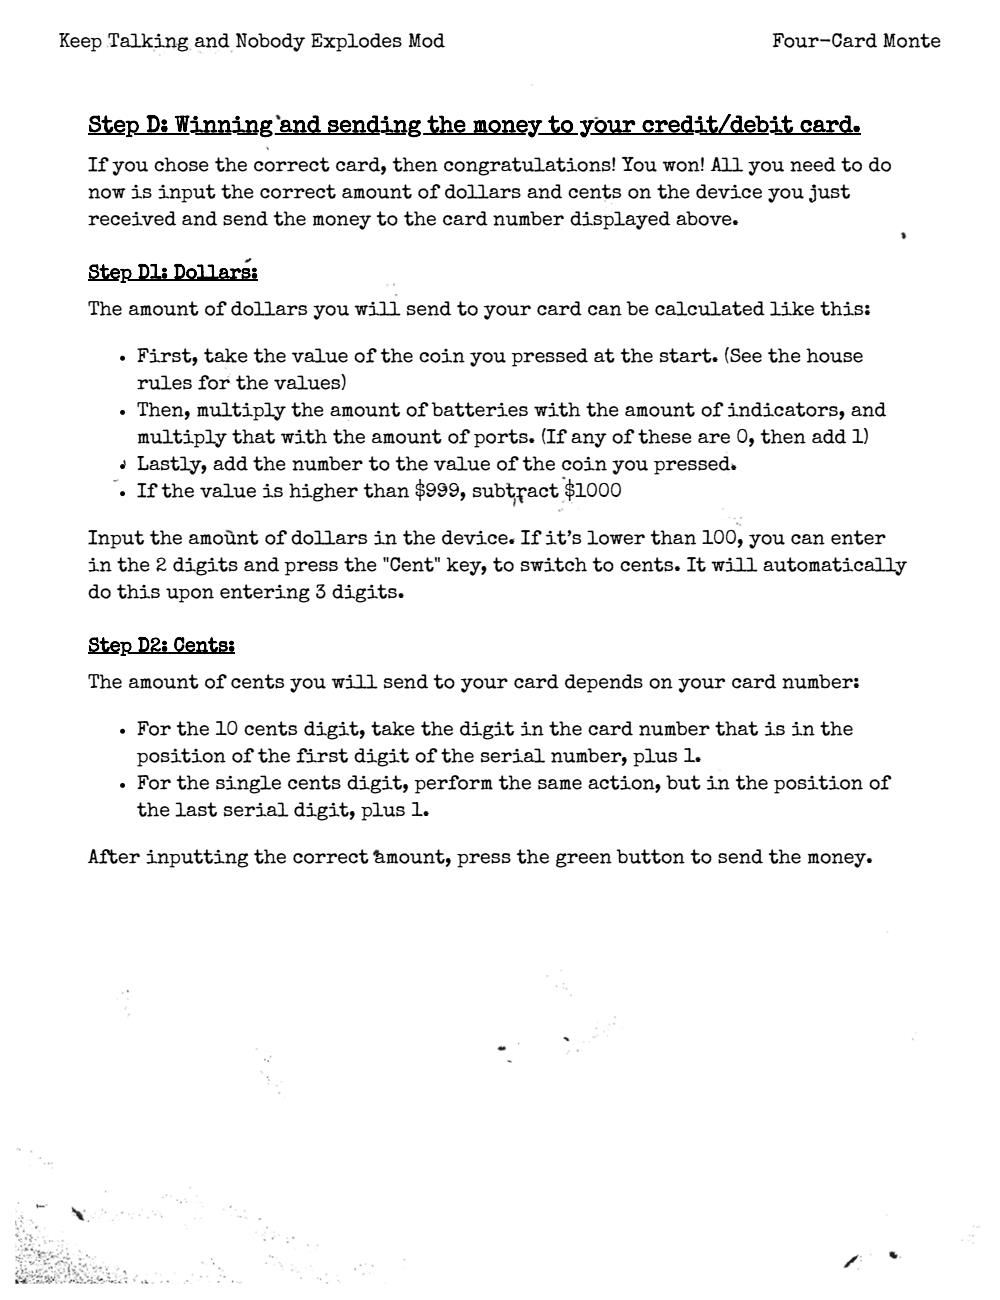 Keep Talking and Nobody Explodes Mod
Four-Card Monte
Step D: Winning and sending the money to your credit/debit card.
If you chose the correct card, then congratulations! You won! All you need to do
now is input the correct amount of dollars and cents on the device you just
received and send the money to the card number displayed above.
Step D1: Dollars:
The amount of dollars you will send to your card can be calculated like this:
• First, take the value of the coin you pressed at the start. (See the house
rules for the values)
• Then, multiply the amount of batteries with the amount of indicators, and
multiply that with the amount of ports. (If any of these are 0, then add 1)
• Lastly, add the number to the value of the coin you pressed.
• If the value is higher than $999, subtract $1000
Input the amount of dollars in the device. If it's lower than 100, you can enter
in the 2 digits and press the "Cent" key, to switch to cents. It will automatically
do this upon entering 3 digits.
Step D2: Cents:
The amount of cents you will send to your card depends on your card number:
• For the 10 cents digit, take the digit in the card number that is in the
position of the first digit of the serial number, plus 1.
• For the single cents digit, perform the same action, but in the position of
the last serial digit, plus 1.
After inputting the correct amount, press the green button to send the money.